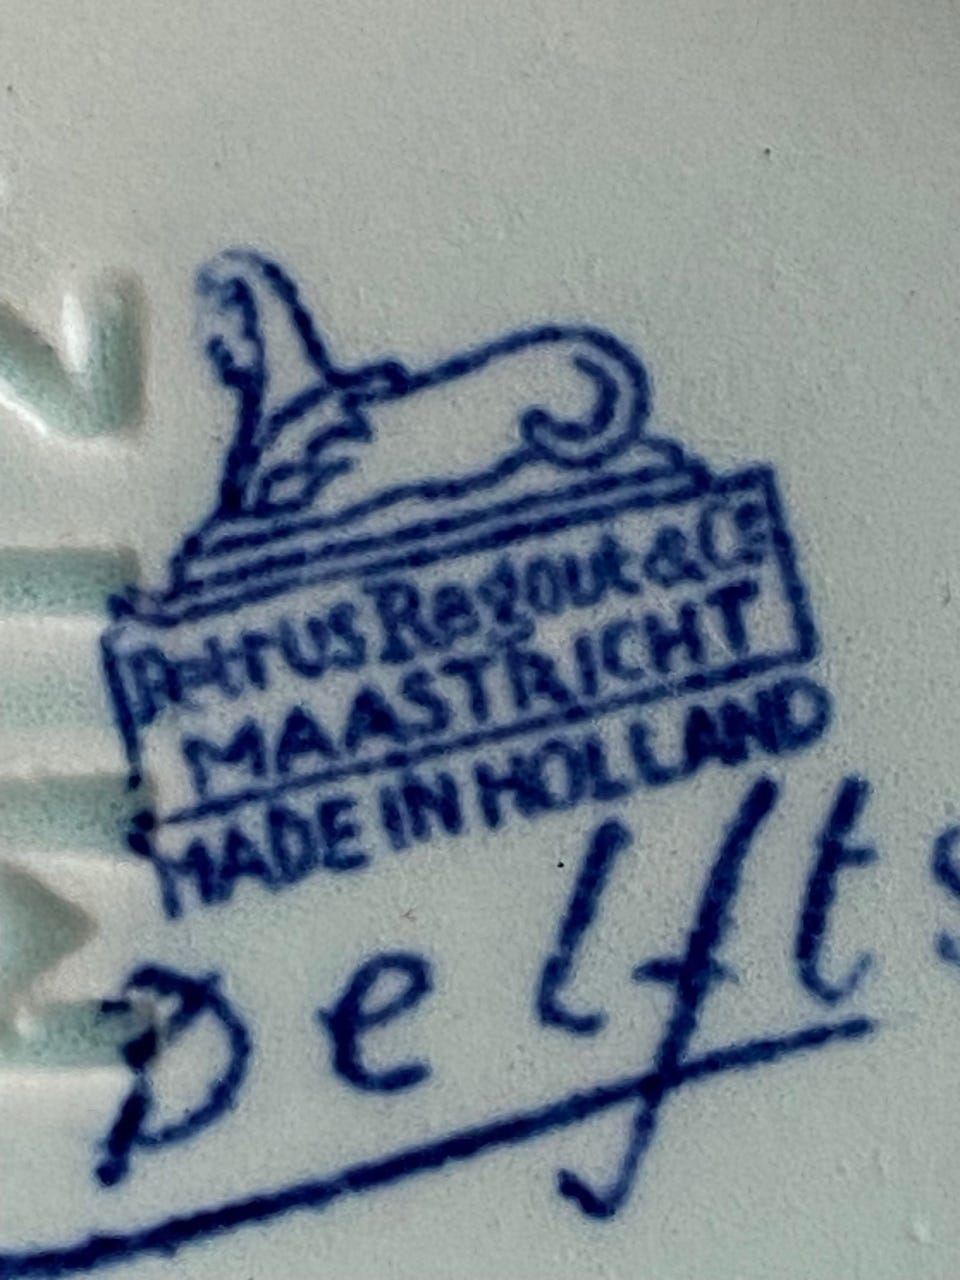 Petrus Regout & Co
MAASTRICHT
MADE IN HOLLAND
Delfts